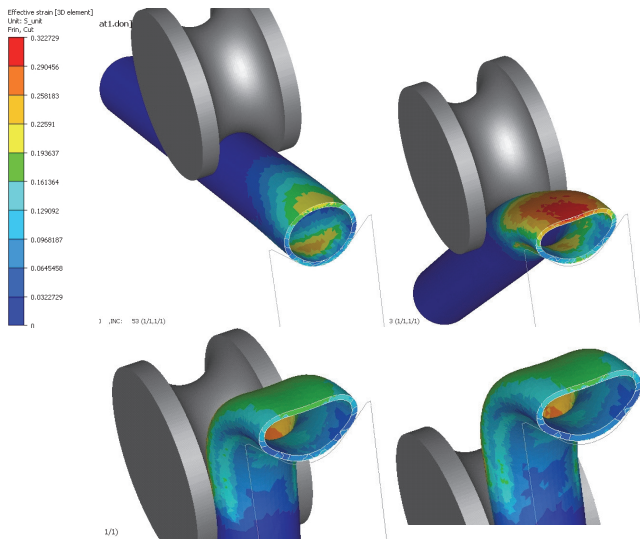 Effective strain [3D element]
Unit: S_unit
Frin, Cut
0.322729
0.290456
0.258183
0.22591
0.193637
0.161364
0.129092
0.0968187
0.0645458
0.0322729
0
at1.don]
,INC: 53 (1/1,1/1)
3 (1/1,1/1)
1/1)